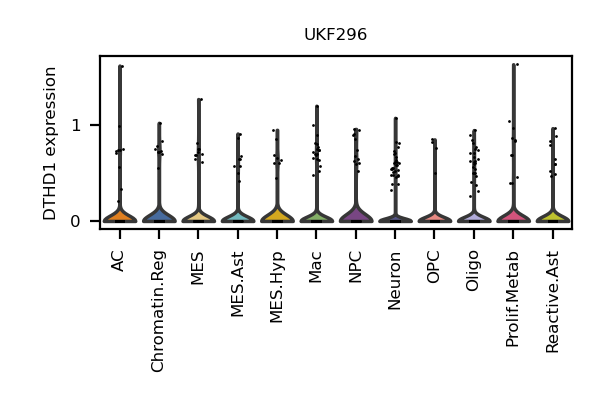 UKF296
DTHD1 expression
1
0
AC
Chromatin.Reg
MES
MES.Ast
MES.Hyp
Mac
NPC
Neuron
OPC
Oligo
Prolif.Metab
Reactive.Ast